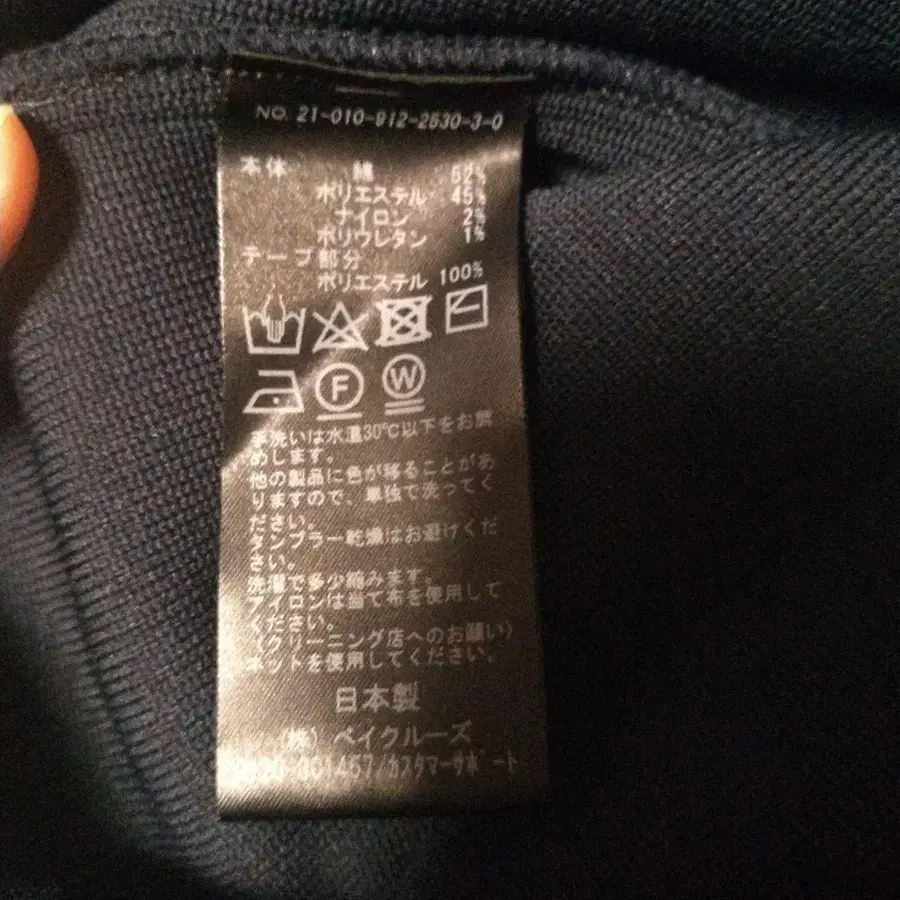 NO. 21-010-912-2530-3-0
本体 綿 52%
ポリエステル 45%
ナイロン 2%
ポリウレタン 1%
テープ部分
ポリエステル 100%
F W
手洗いは水温30℃以下をお勧
めします。
他の製品に色が移ることがあ
りますので、単独で洗ってく
ださい。
タンブラー乾燥はお避けくだ
さい。
洗濯で多少縮みます。
アイロンは当て布を使用して
ください。
(クリーニング店へのお願い)
ネットを使用してください。
日本製
(株) ベイクルーズ
/カスタマーサポート